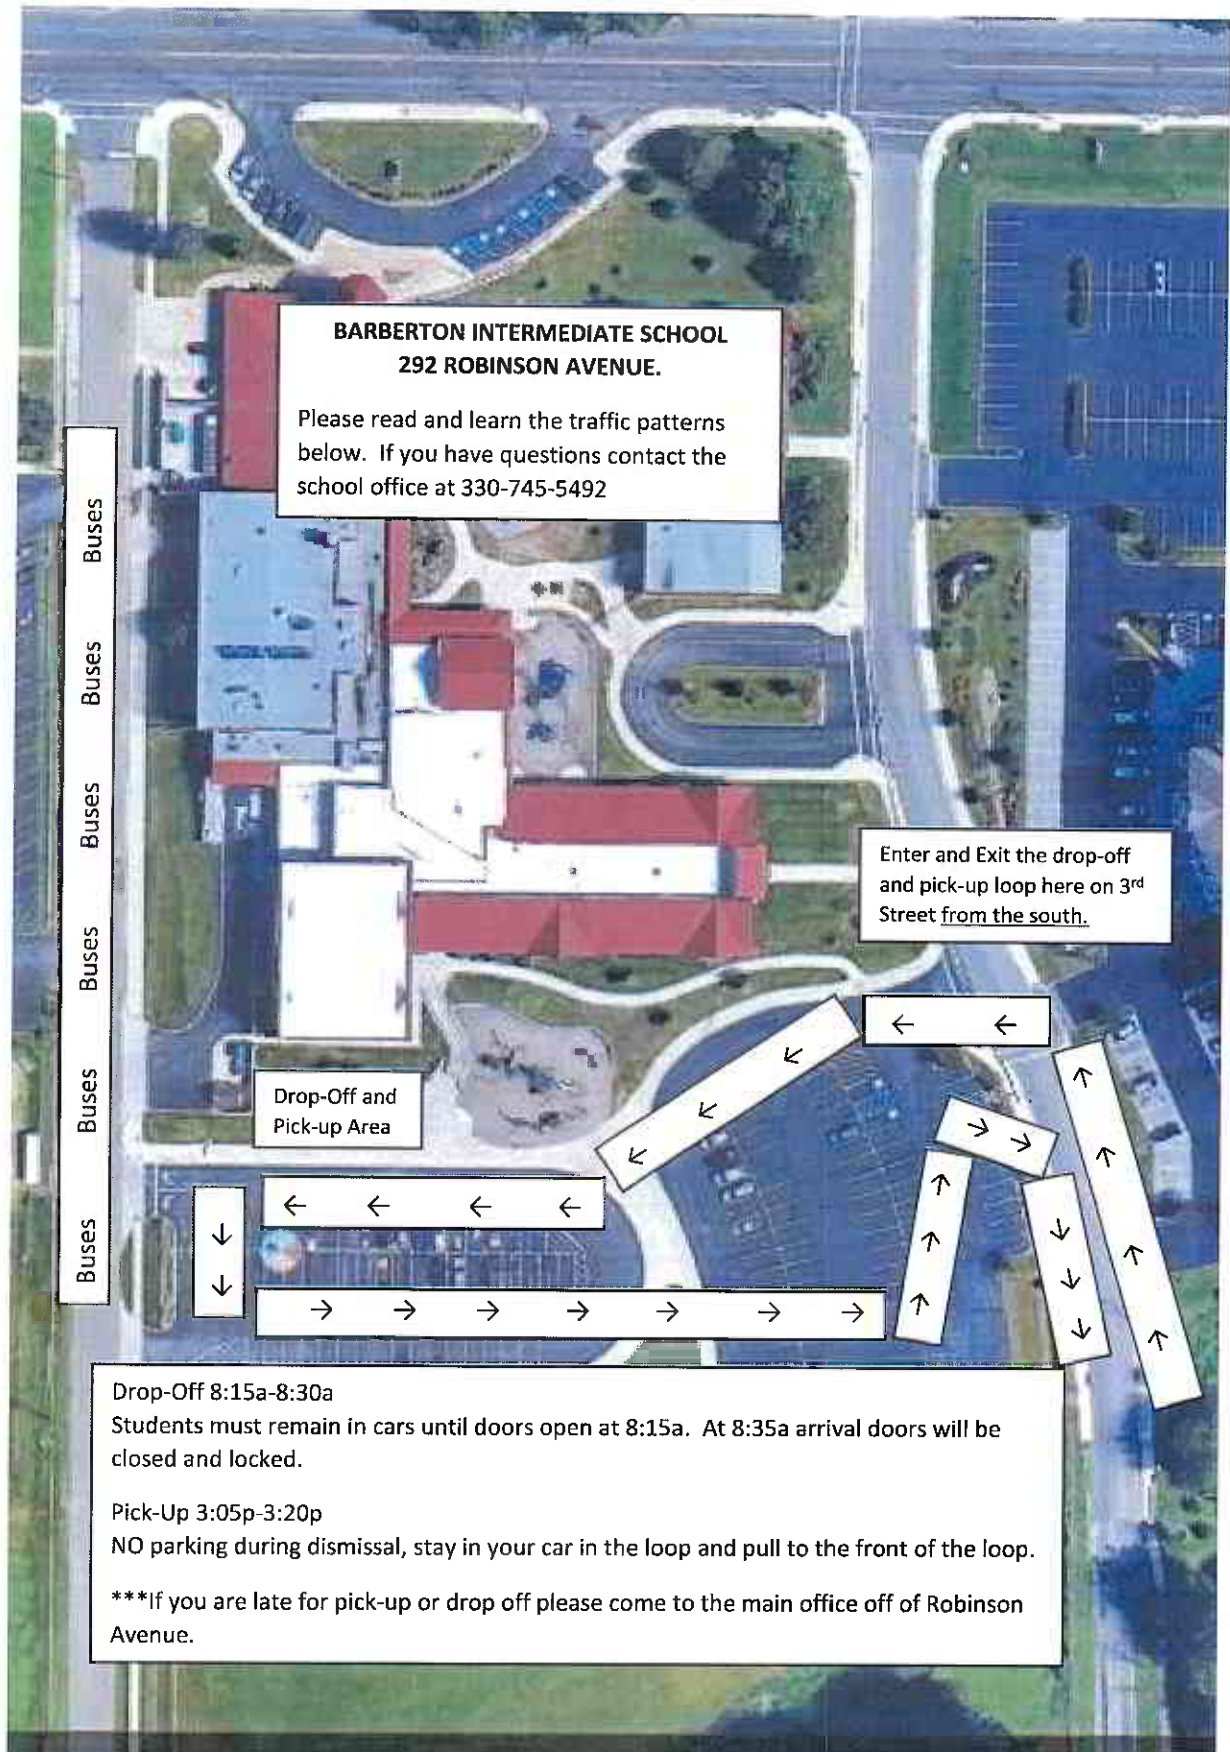 BARBERTON INTERMEDIATE SCHOOL
292 ROBINSON AVENUE.
Please read and learn the traffic patterns
below. If you have questions contact the
school office at 330-745-5492
Buses
Buses
Buses
Buses
Buses
Buses
Enter and Exit the drop-off
and pick-up loop here on 3rd
Street from the south.
← ←
↙ ↙ ↙
Drop-Off and
Pick-up Area
← ← ← ←
↓ ↓
→ → → → → → →
↑ ↑ ↑
→ →
↓ ↓ ↓
↑ ↑ ↑ ↑
Drop-Off 8:15a-8:30a
Students must remain in cars until doors open at 8:15a. At 8:35a arrival doors will be
closed and locked.
Pick-Up 3:05p-3:20p
NO parking during dismissal, stay in your car in the loop and pull to the front of the loop.
***If you are late for pick-up or drop off please come to the main office off of Robinson
Avenue.